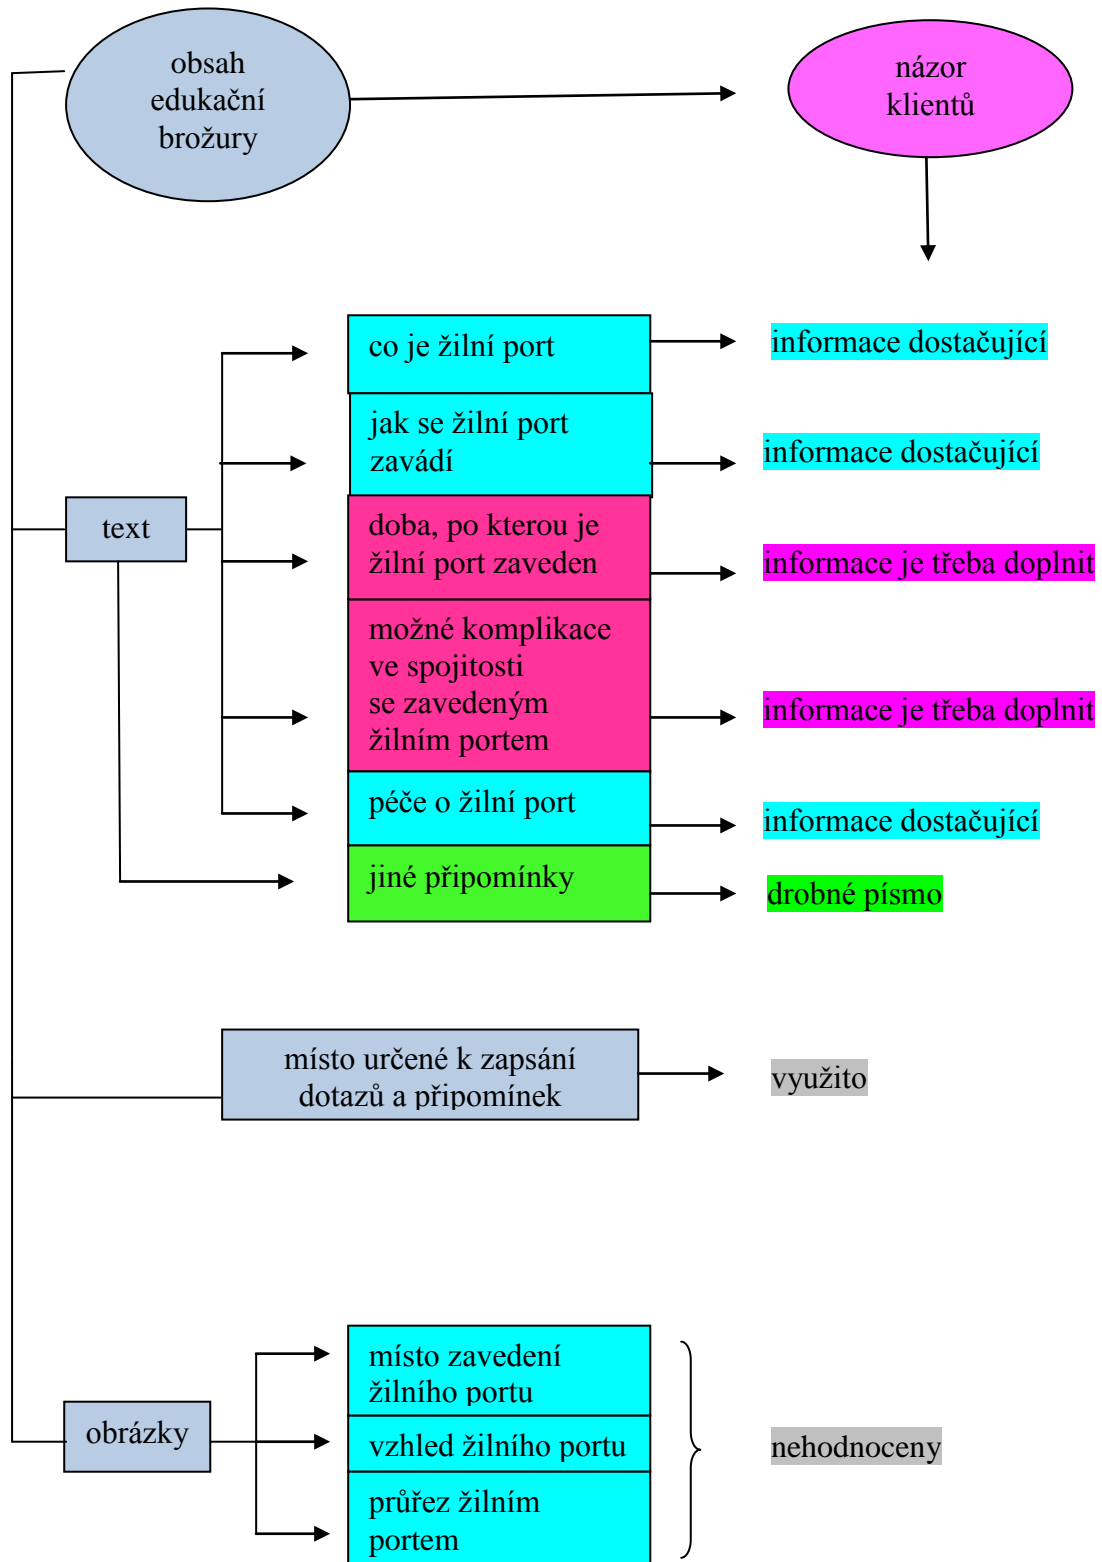 obsah
edukační
brožury
názor
klientů
co je žilní port
informace dostačující
jak se žilní port
zavádí
informace dostačující
text
doba, po kterou je
žilní port zaveden
informace je třeba doplnit
možné komplikace
ve spojitosti
se zavedeným
žilním portem
informace je třeba doplnit
péče o žilní port
informace dostačující
jiné připomínky
drobné písmo
místo určené k zapsání
dotazů a připomínek
využito
místo zavedení
žilního portu
obrázky
vzhled žilního portu
nehodnoceny
průřez žilním
portem